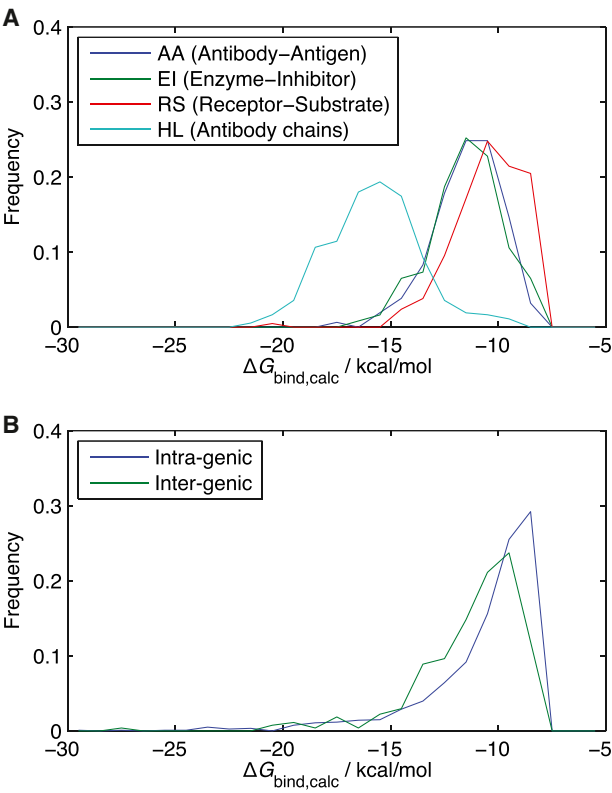 A
0.4
0.3
0.2
0.1
0
Frequency
AA (Antibody−Antigen)
EI (Enzyme−Inhibitor)
RS (Receptor−Substrate)
HL (Antibody chains)
−30 −25 −20 −15 −10 −5
ΔGbind,calc / kcal/mol
B
0.4
0.3
0.2
0.1
0
Frequency
Intra-genic
Inter-genic
−30 −25 −20 −15 −10 −5
ΔGbind,calc / kcal/mol